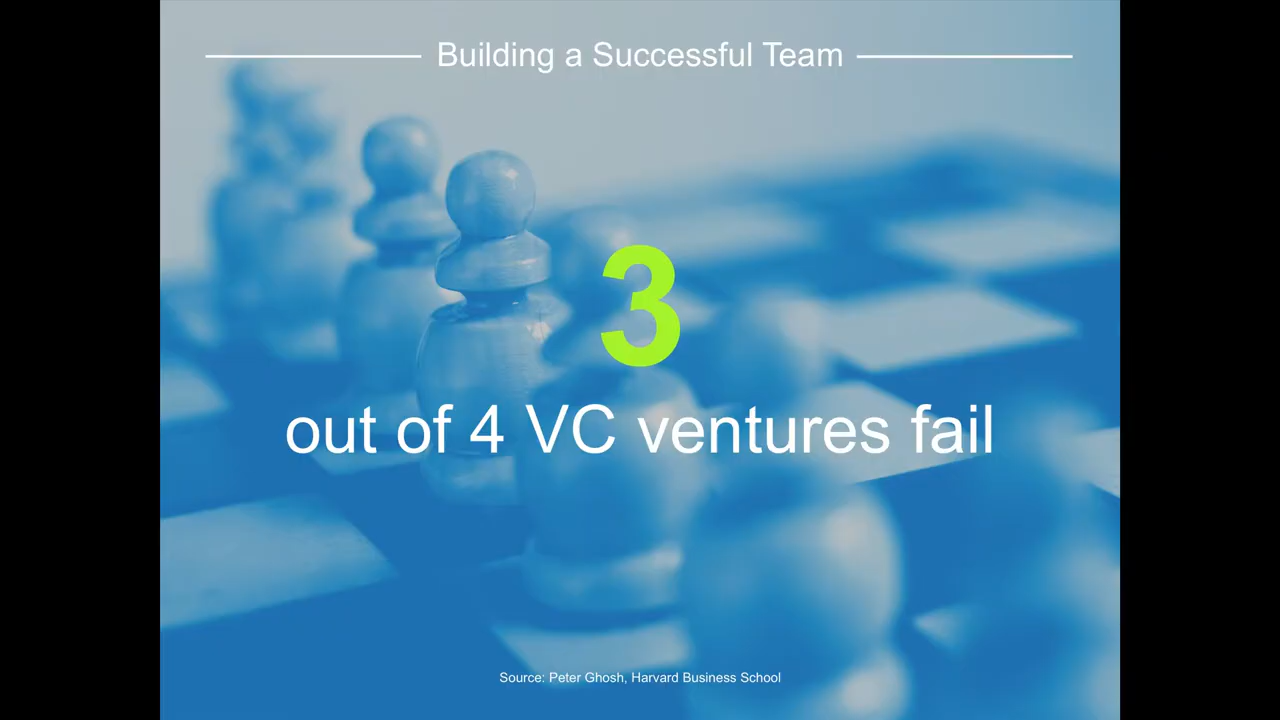 Building a Successful Team
3
out of 4 VC ventures fail
Source: Peter Ghosh, Harvard Business School